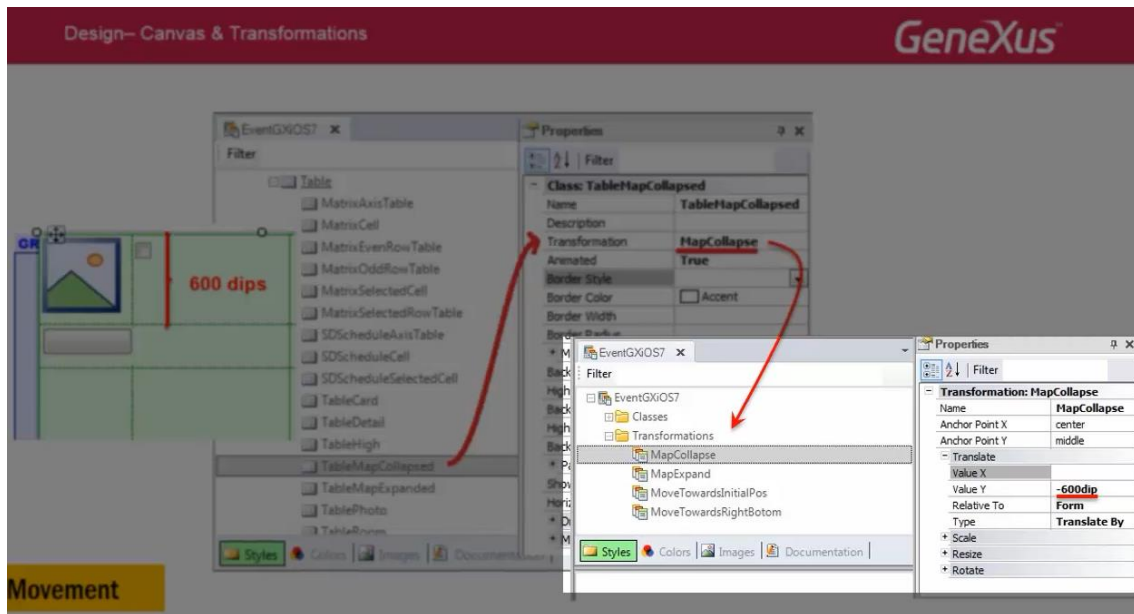 Design– Canvas & Transformations
GeneXus
EventGXiOS7 x
Filter
Table
MatrixAxisTable
MatrixCell
MatrixEvenRowTable
MatrixOddRowTable
MatrixSelectedCell
MatrixSelectedRowTable
SDScheduleAxisTable
SDScheduleCell
SDScheduleSelectedCell
TableCard
TableDetail
TableHigh
TableMapCollapsed
TableMapExpanded
TablePhoto
TableRoom
Styles Colors Images Documentation
GR
600 dips
Properties
Filter
Class: TableMapCollapsed
Name TableMapCollapsed
Description
Transformation MapCollapse
Animated True
Border Style
Border Color Accent
Border Width
Border Radius
EventGXiOS7 x
Filter
EventGXiOS7
Classes
Transformations
MapCollapse
MapExpand
MoveTowardsInitialPos
MoveTowardsRightBotom
Styles Colors Images Documentation
Properties
Filter
Transformation: MapCollapse
Name MapCollapse
Anchor Point X center
Anchor Point Y middle
Translate
Value X
Value Y -600dip
Relative To Form
Type Translate By
Scale
Resize
Rotate
Movement